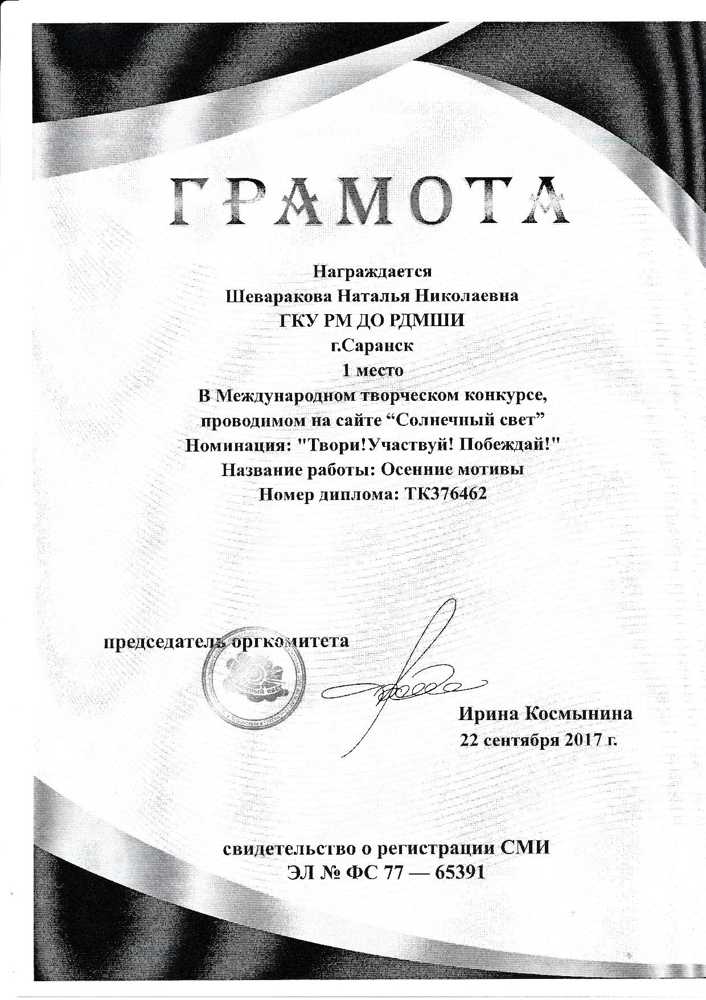 ГРАМОТА
Награждается
Шеваракова Наталья Николаевна
ГКУ РМ ДО РДМШИ
г.Саранск
1 место
В Международном творческом конкурсе,
проводимом на сайте “Солнечный свет”
Номинация: "Твори!Участвуй! Побеждай!"
Название работы: Осенние мотивы
Номер диплома: ТК376462
председатель оргкомитета
Ирина Космынина
22 сентября 2017 г.
свидетельство о регистрации СМИ
ЭЛ № ФС 77 — 65391